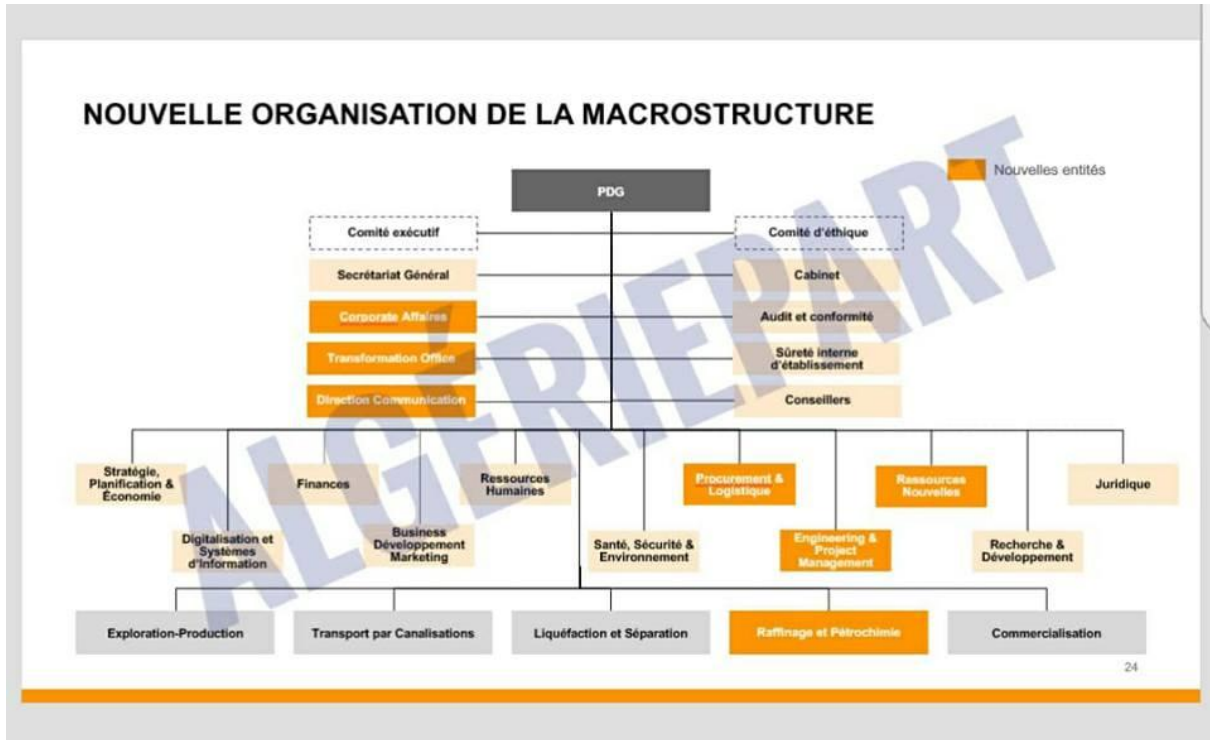 NOUVELLE ORGANISATION DE LA MACROSTRUCTURE
Nouvelles entités
PDG
Comité exécutif
Comité d'éthique
Secrétariat Général
Cabinet
Corporate Affaires
Audit et conformité
Transformation Office
Sûreté interne
d'établissement
Direction Communication
Conseillers
Stratégie,
Planification &
Économie
Finances
Ressources
Humaines
Procurement &
Logistique
Ressources
Nouvelles
Juridique
Digitalisation et
Systèmes
d'Information
Business
Développement
Marketing
Santé, Sécurité &
Environnement
Engineering &
Project
Management
Recherche &
Développement
Exploration-Production
Transport par Canalisations
Liquéfaction et Séparation
Raffinage et Pétrochimie
Commercialisation
24
ALGÉRIEPART